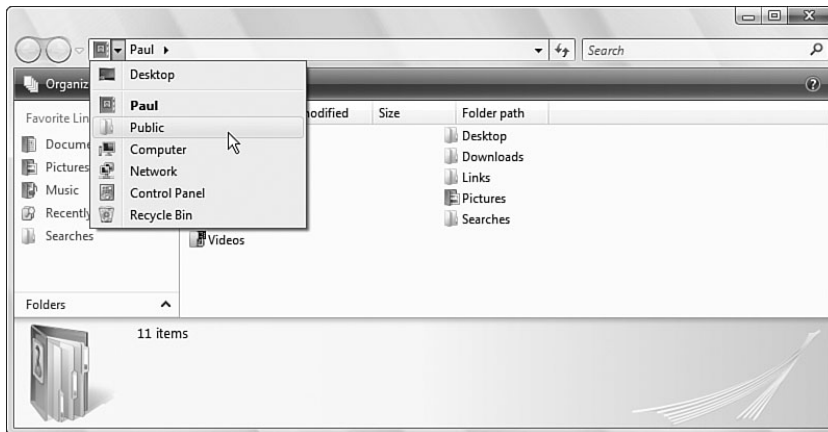 Paul
Search
Organiz
Desktop
Paul
Public
Computer
Network
Control Panel
Recycle Bin
Favorite Lin
Docume
Pictures
Music
Recently
Searches
Folders
odified Size Folder path
Desktop
Downloads
Links
Pictures
Searches
Videos
11 items